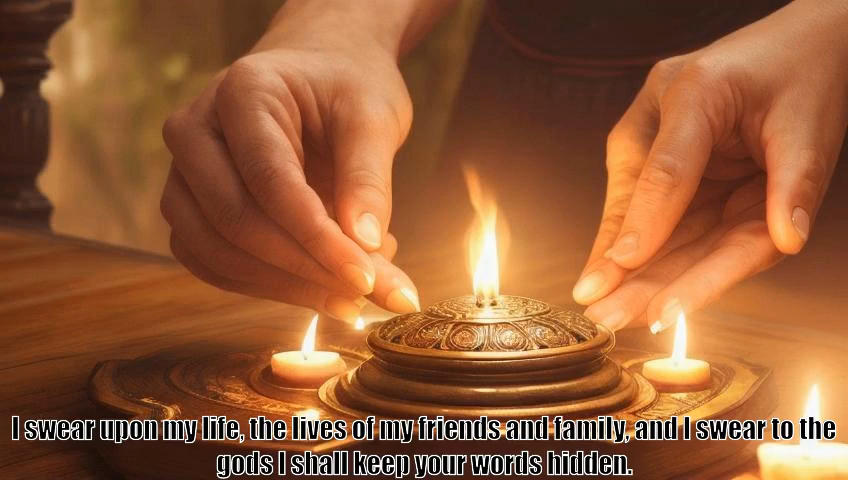 I swear upon my life, the lives of my friends and family, and I swear to the
gods I shall keep your words hidden.